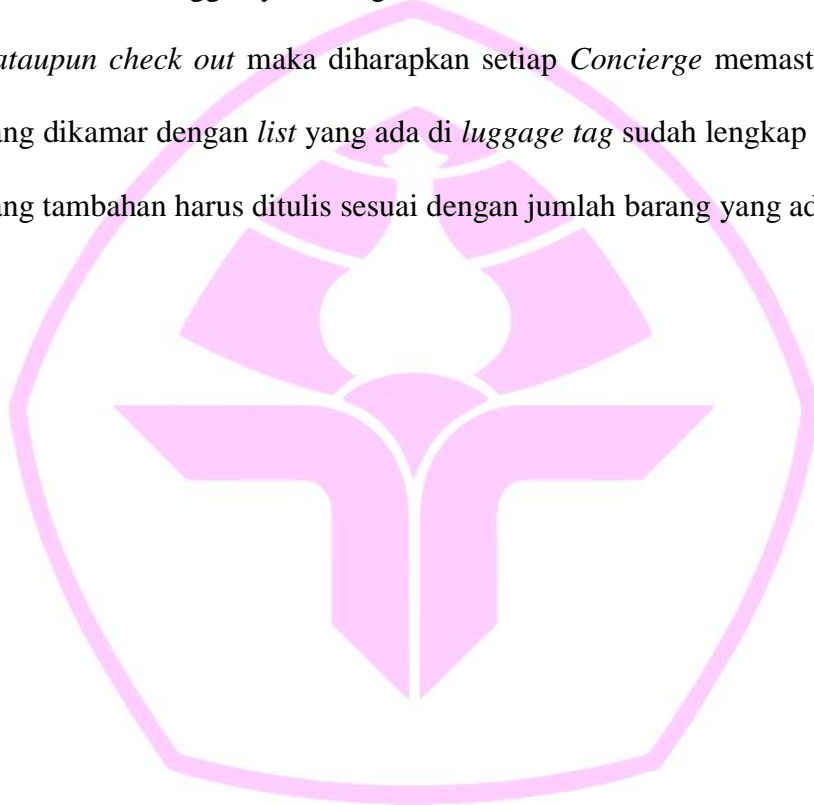 ataupun check out maka diharapkan setiap Concierge memast
ang dikamar dengan list yang ada di luggage tag sudah lengkap
ang tambahan harus ditulis sesuai dengan jumlah barang yang ad